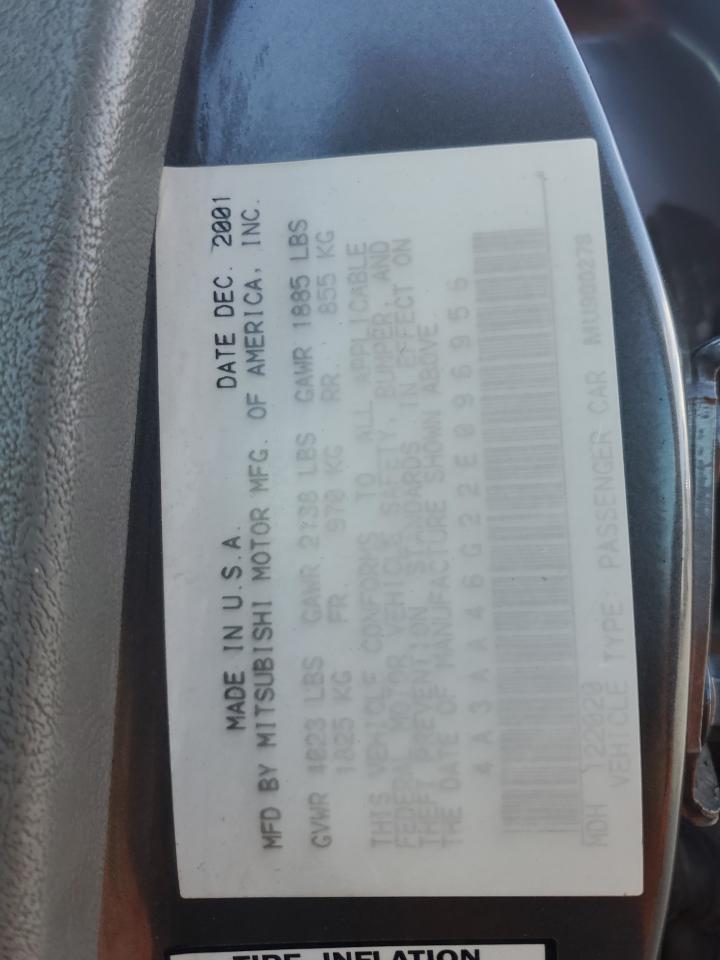 MADE IN U.S.A. DATE DEC. 2001
MFD BY MITSUBISHI MOTOR MFG. OF AMERICA, INC.
GVWR 4023 LBS GAWR 2138 LBS GAWR 1885 LBS
1825 KG FR. 970 KG RR. 855 KG
THIS VEHICLE CONFORMS TO ALL APPLICABLE
FEDERAL MOTOR VEHICLE SAFETY, BUMPER, AND
THEFT PREVENTION STANDARDS IN EFFECT ON
THE DATE OF MANUFACTURE SHOWN ABOVE.
4A3AA46G22E096956
MDH 122020
VEHICLE TYPE: PASSENGER CAR MU900278
TIRE INFLATION